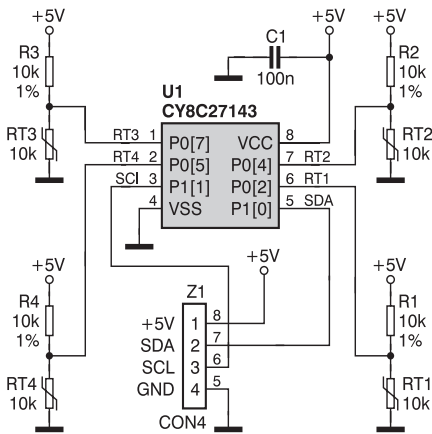 +5V
R3
10k
1%
RT3
10k
+5V
C1
100n
+5V
R2
10k
1%
RT2
10k
U1
CY8C27143
RT3 1 P0[7] VCC 8
RT4 2 P0[5] P0[4] 7 RT2
SCl 3 P1[1] P0[2] 6 RT1
4 VSS P1[0] 5 SDA
+5V
R4
10k
1%
RT4
10k
+5V
Z1
+5V 1 8
SDA 2 7
SCL 3 6
GND 4 5
CON4
+5V
R1
10k
1%
RT1
10k